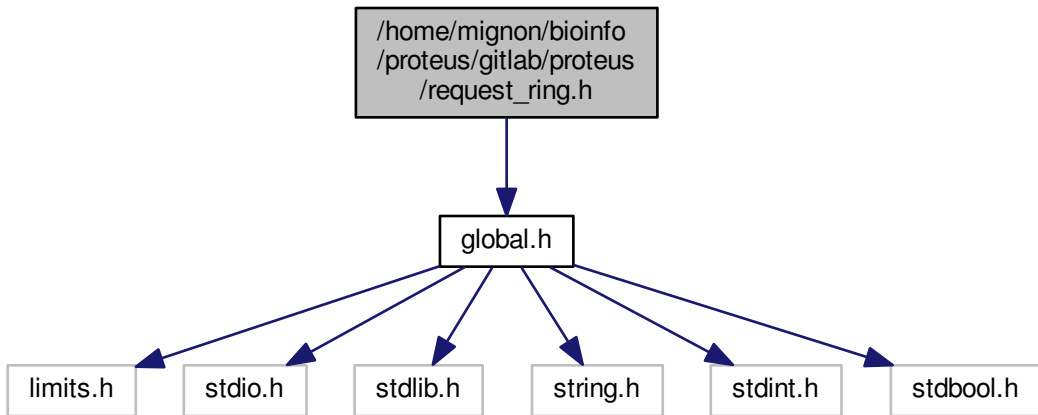 /home/mignon/bioinfo
/proteus/gitlab/proteus
/request_ring.h
global.h
limits.h
stdio.h
stdlib.h
string.h
stdint.h
stdbool.h